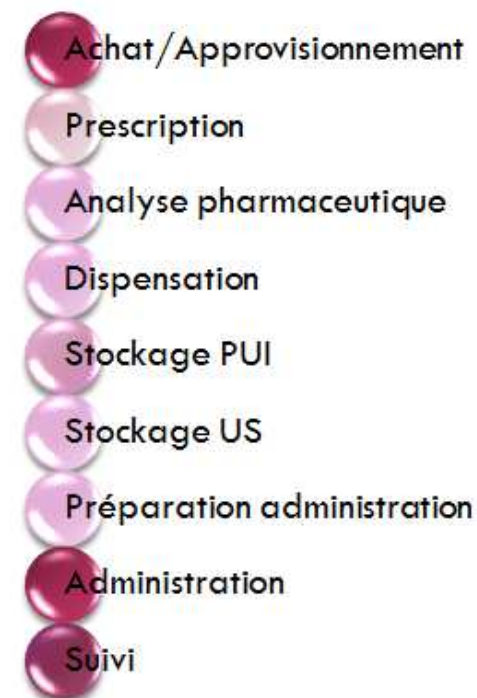 Achat/Approvisionnement
Prescription
Analyse pharmaceutique
Dispensation
Stockage PUI
Stockage US
Préparation administration
Administration
Suivi